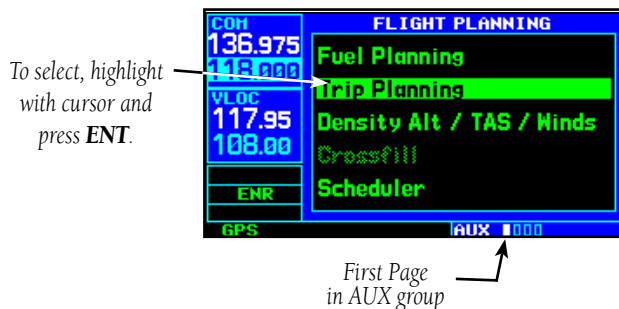 COM
136.975
118.000
VLOC
117.95
108.00
ENR
GPS
FLIGHT PLANNING
Fuel Planning
Trip Planning
Density Alt / TAS / Winds
Crossfill
Scheduler
AUX
To select, highlight
with cursor and
press ENT.
First Page
in AUX group